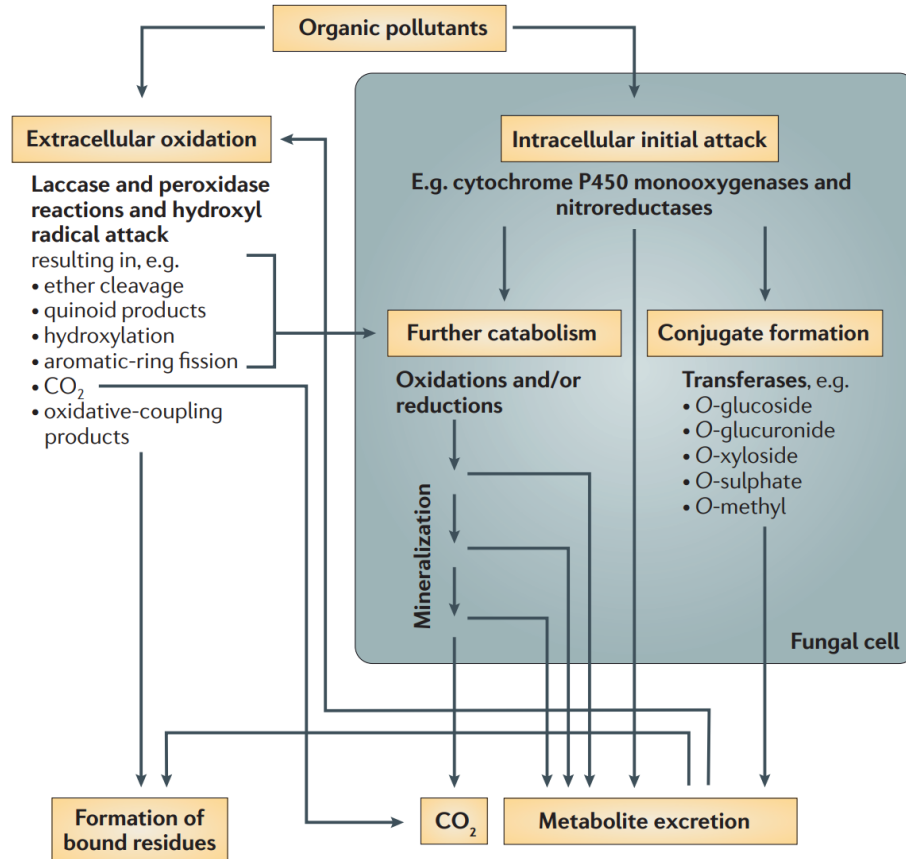 Organic pollutants
Extracellular oxidation
Laccase and peroxidase
reactions and hydroxyl
radical attack
resulting in, e.g.
• ether cleavage
• quinoid products
• hydroxylation
• aromatic-ring fission
• CO₂
• oxidative-coupling
products
Intracellular initial attack
E.g. cytochrome P450 monooxygenases and
nitroreductases
Further catabolism
Oxidations and/or
reductions
Mineralization
Conjugate formation
Transferases, e.g.
• O-glucoside
• O-glucuronide
• O-xyloside
• O-sulphate
• O-methyl
Fungal cell
Formation of
bound residues
CO₂
Metabolite excretion